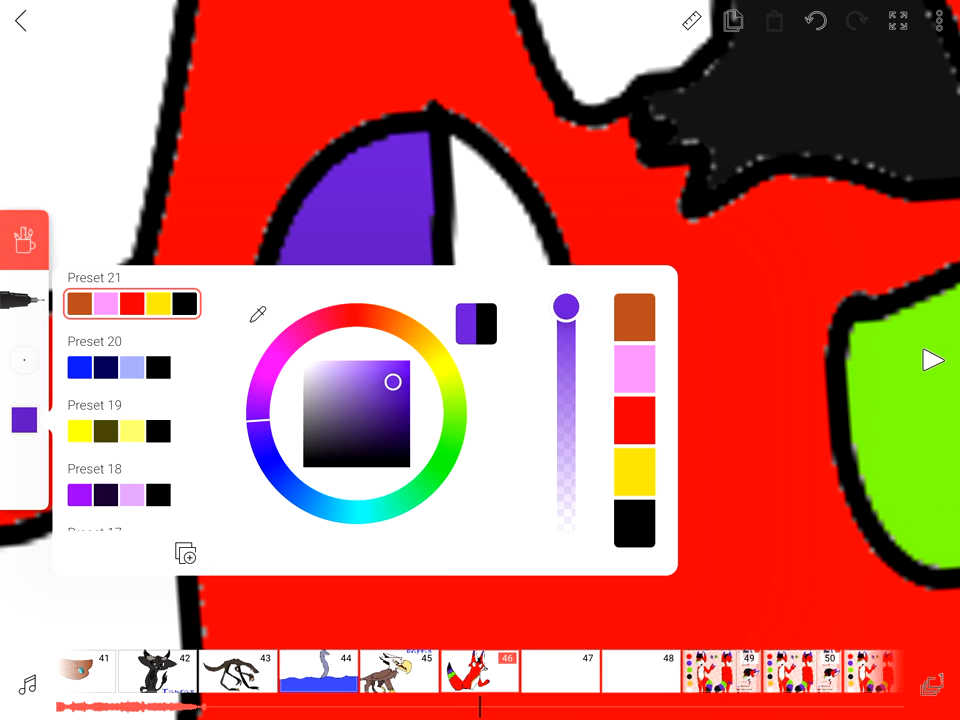 Preset 21
Preset 20
Preset 19
Preset 18
41
42
43
44
45
46
47
48
49
50